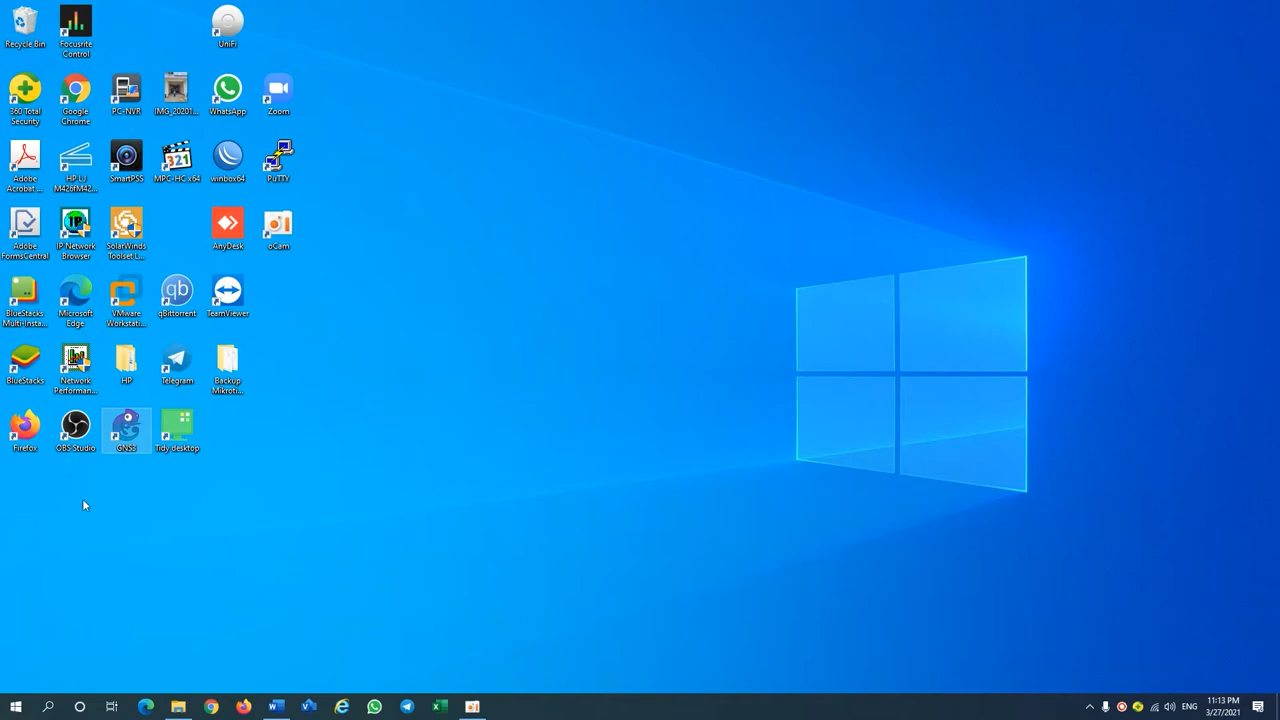 Recycle Bin
Focusrite
Control
UniFi
360 Total
Security
Google
Chrome
PC-NVR
IMG_20201...
WhatsApp
Zoom
Adobe
Acrobat ...
HP LJ
M426fM42...
SmartPSS
MPC-HC x64
winbox64
PuTTY
Adobe
FormsCentral
IP Network
Browser
SolarWinds
Toolset L...
AnyDesk
oCam
BlueStacks
Multi-Insta...
Microsoft
Edge
VMware
Workstati...
qBittorrent
TeamViewer
BlueStacks
Network
Performan...
HP
Telegram
Backup
Mikroti...
Firefox
OBS Studio
GNS3
Tidy desktop
ENG
11:13 PM
3/27/2021